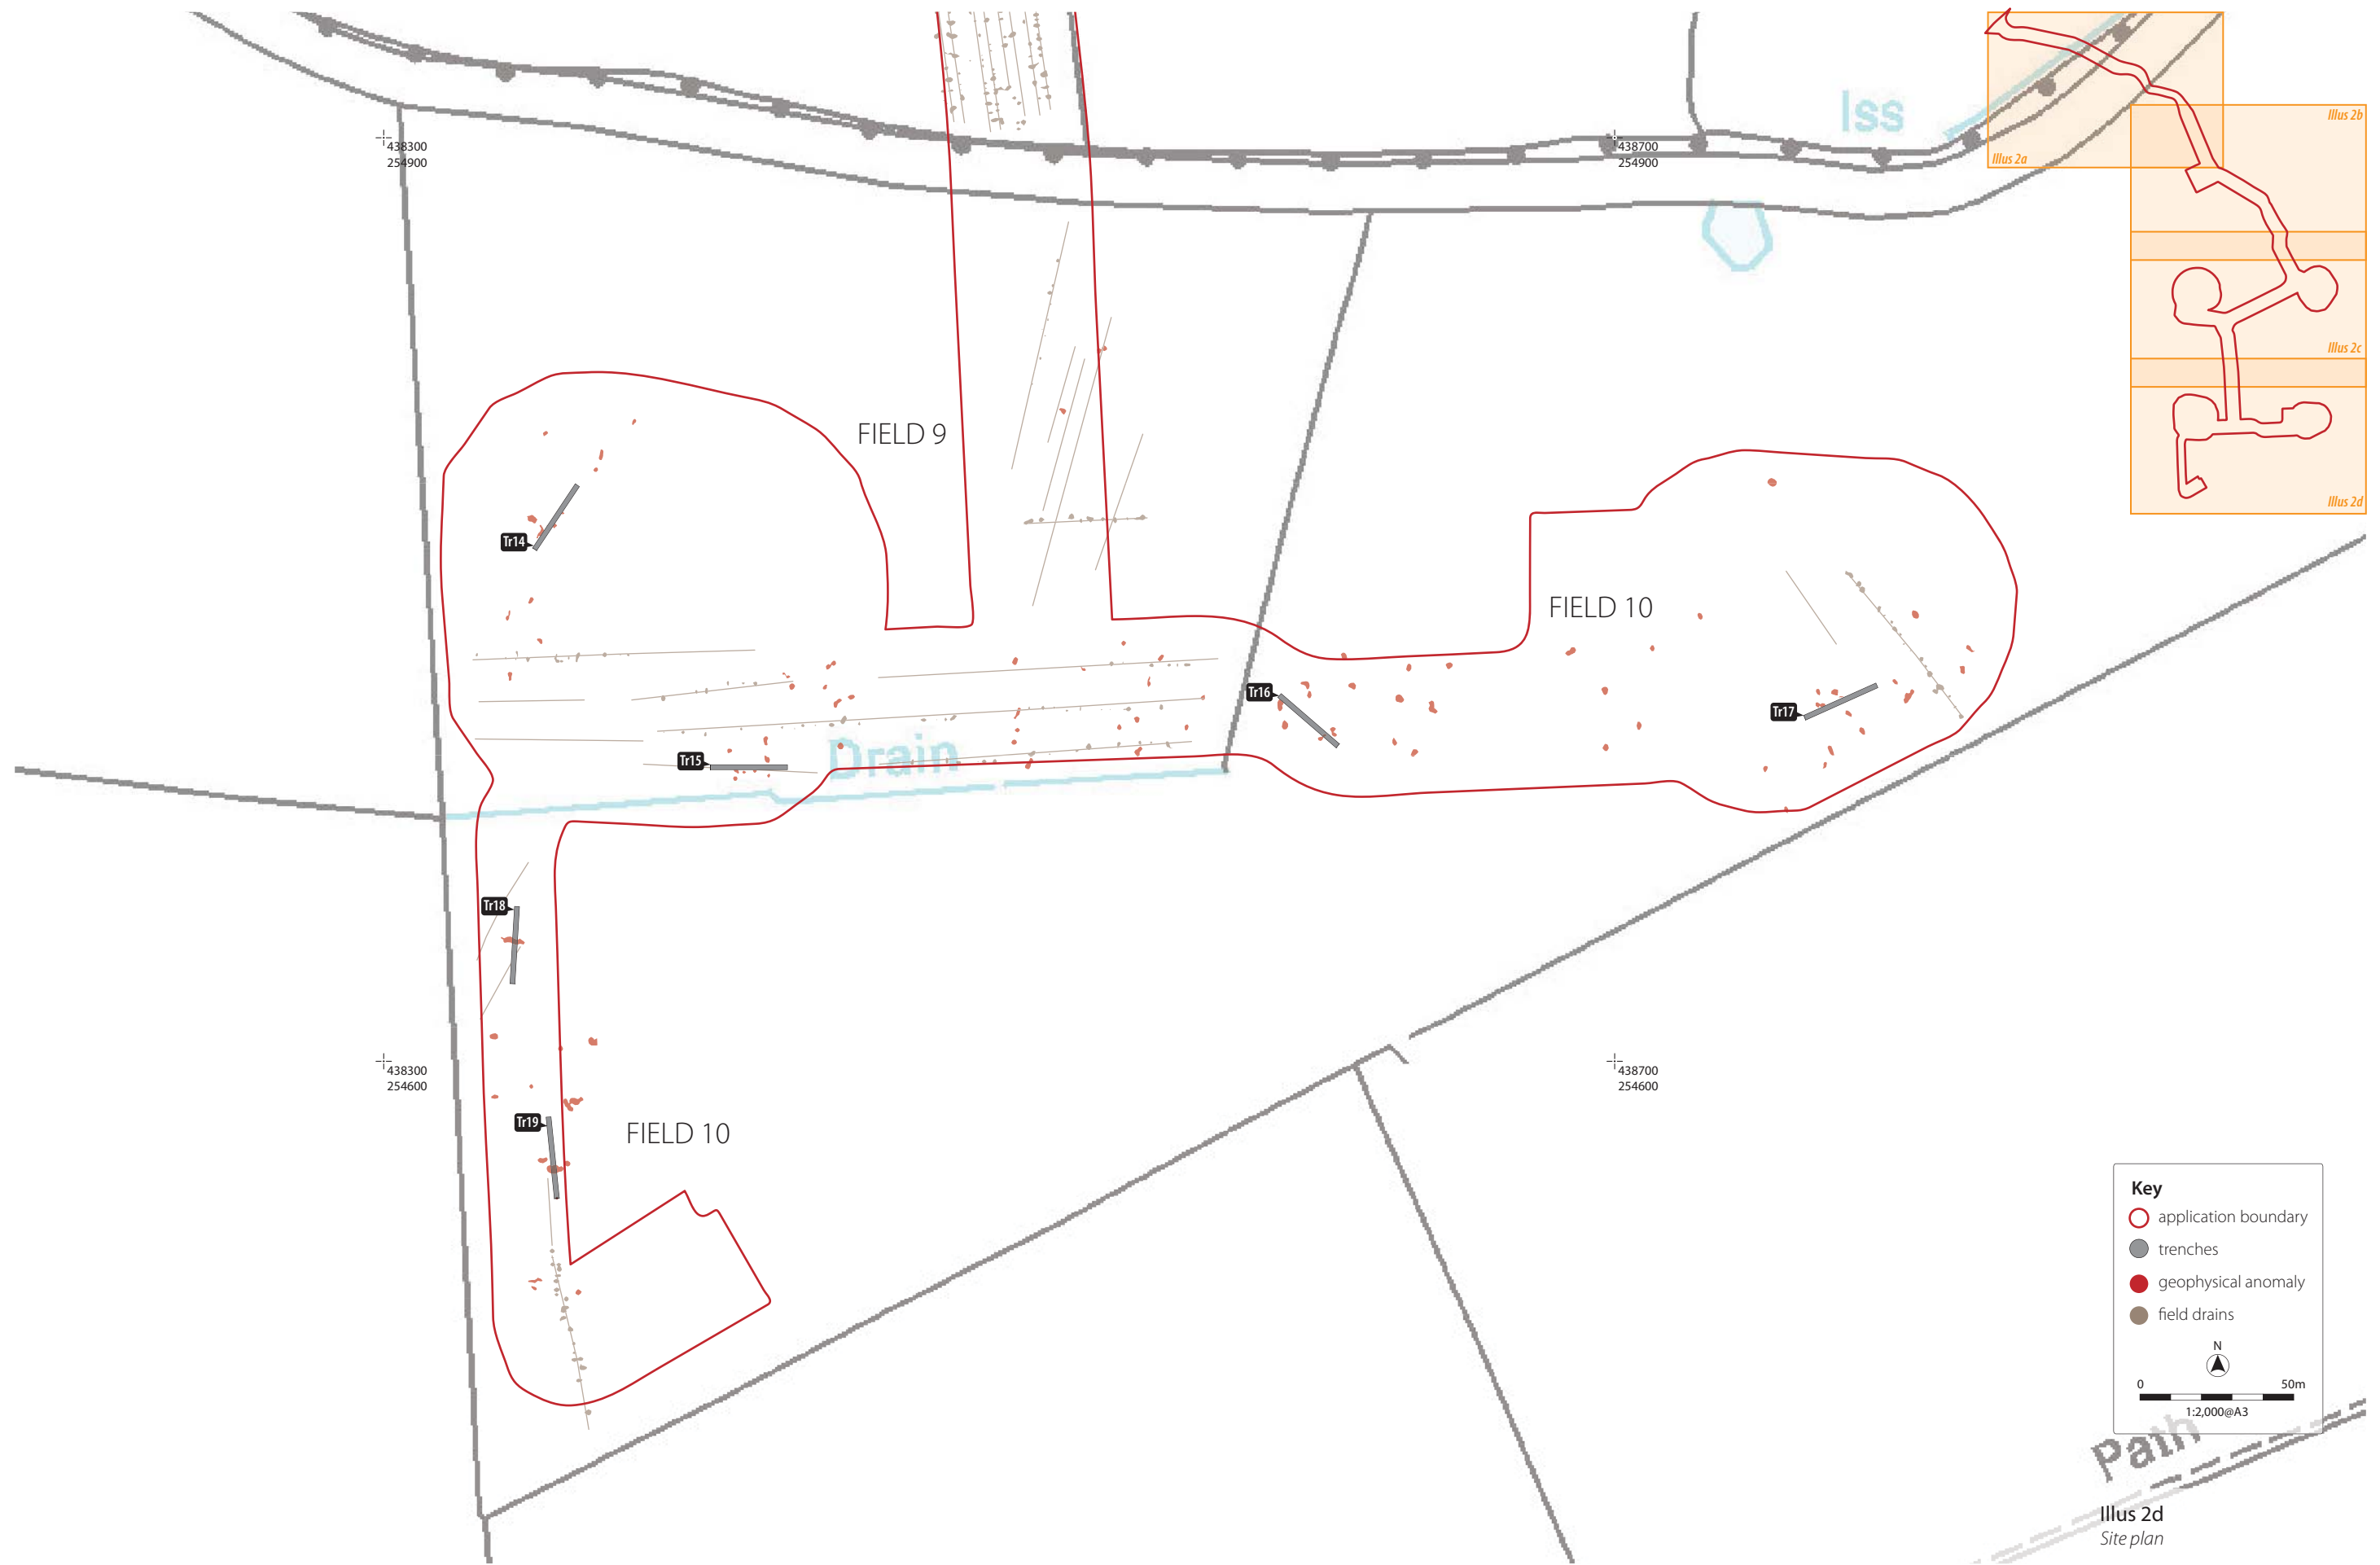 Iss
Illus 2b
438300
254900
438700
254900
Illus 2a
Illus 2c
FIELD 9
Illus 2d
Tr14
FIELD 10
Tr16
Tr17
Drain
Tr15
Tr18
438300
254600
438700
254600
Tr19
FIELD 10
Key
application boundary
trenches
geophysical anomaly
field drains
N
0 50m
1:2,000@A3
Path
Illus 2d
Site plan